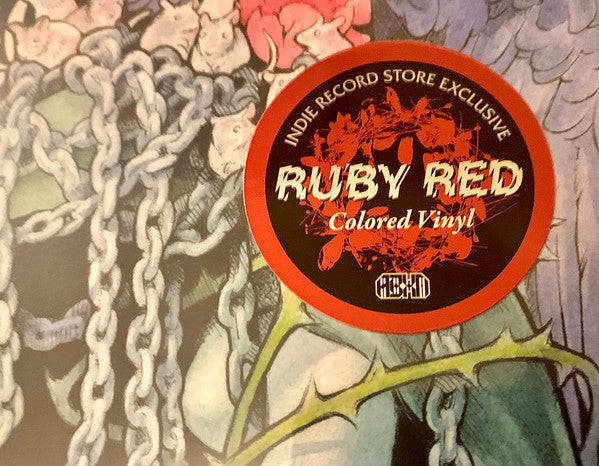 INDIE RECORD STORE EXCLUSIVE
RUBY RED
Colored Vinyl